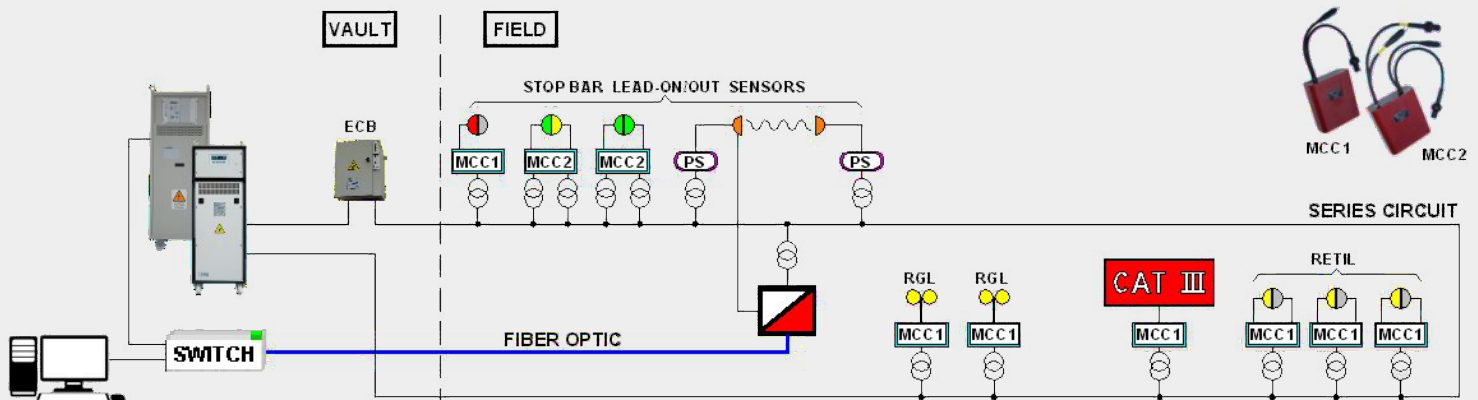 VAULT
FIELD
STOP BAR LEAD-ON/OUT SENSORS
ECB
MCC1
MCC2
MCC2
PS
PS
MCC1
MCC2
SERIES CIRCUIT
RGL
RGL
CAT III
RETIL
MCC1
MCC1
MCC1
MCC1
MCC1
MCC1
SWITCH
FIBER OPTIC